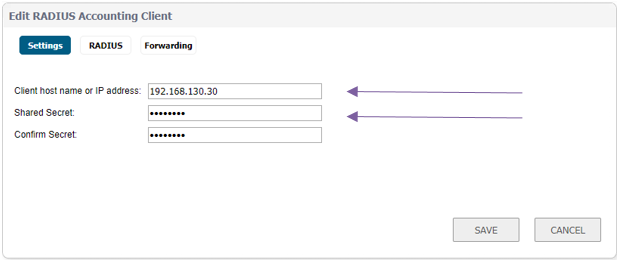 Edit RADIUS Accounting Client
Settings RADIUS Forwarding
Client host name or IP address: 192.168.130.30
Shared Secret: ••••••••
Confirm Secret: ••••••••
SAVE CANCEL